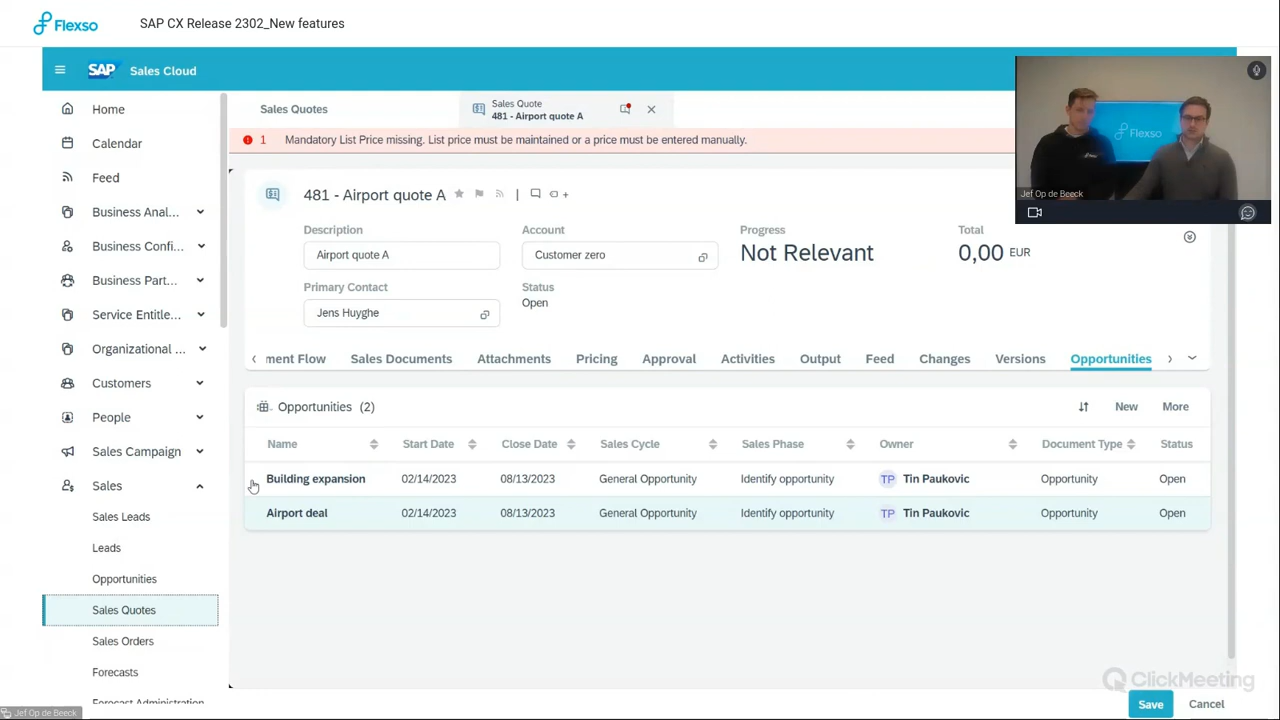 Flexso
SAP CX Release 2302_New features
SAP
Sales Cloud
Home
Calendar
Feed
Business Anal...
Business Confi...
Business Part...
Service Entitle...
Organizational ...
Customers
People
Sales Campaign
Sales
Sales Leads
Leads
Opportunities
Sales Quotes
Sales Orders
Forecasts
Forecast Administration
Sales Quotes
Sales Quote
481 - Airport quote A
1 Mandatory List Price missing. List price must be maintained or a price must be entered manually.
481 - Airport quote A
Description
Airport quote A
Account
Customer zero
Progress
Not Relevant
Total
0,00 EUR
Primary Contact
Jens Huyghe
Status
Open
ment Flow Sales Documents Attachments Pricing Approval Activities Output Feed Changes Versions Opportunities
Opportunities (2)
New More
Name Start Date Close Date Sales Cycle Sales Phase Owner Document Type Status
Building expansion 02/14/2023 08/13/2023 General Opportunity Identify opportunity TP Tin Paukovic Opportunity Open
Airport deal 02/14/2023 08/13/2023 General Opportunity Identify opportunity TP Tin Paukovic Opportunity Open
Flexso
Jef Op de Beeck
ClickMeeting
Save Cancel
Jef Op de Beeck